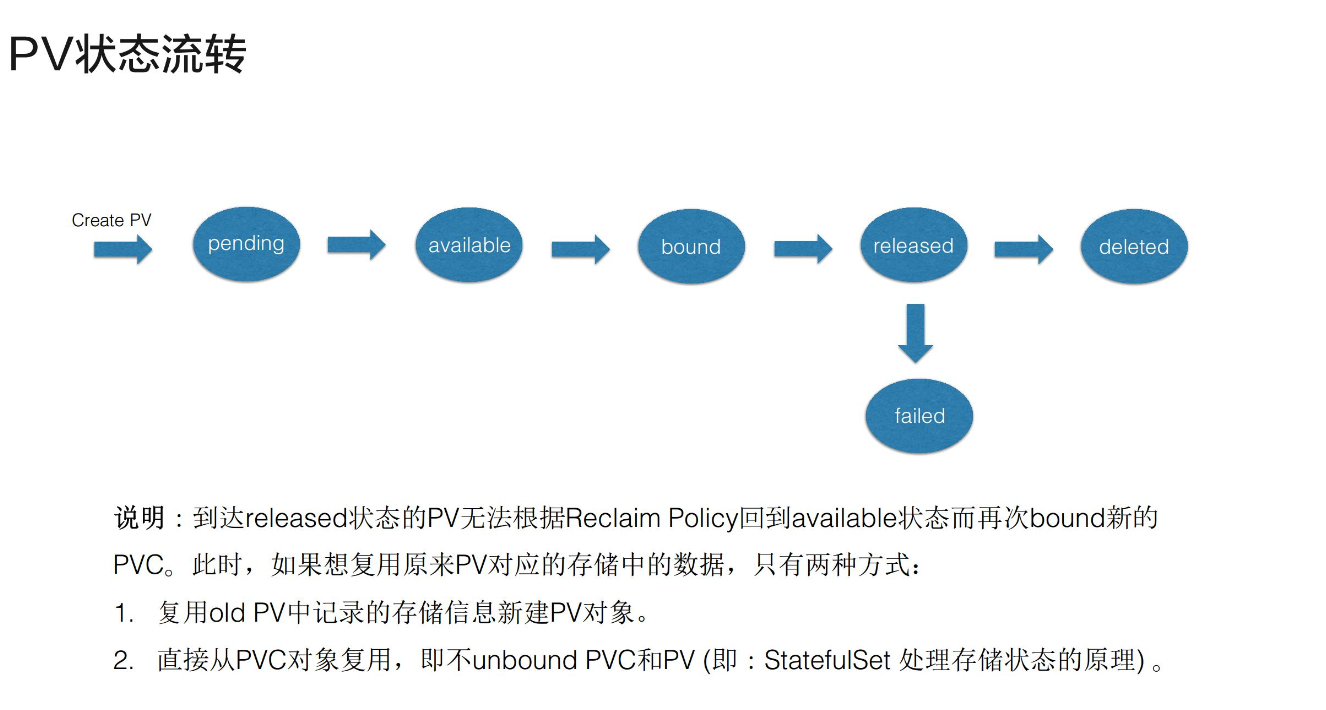 PV状态流转
Create PV
pending
available
bound
released
deleted
failed
说明：到达released状态的PV无法根据Reclaim Policy回到available状态而再次bound新的
PVC。此时，如果想复用原来PV对应的存储中的数据，只有两种方式：
1. 复用old PV中记录的存储信息新建PV对象。
2. 直接从PVC对象复用，即不unbound PVC和PV (即：StatefulSet 处理存储状态的原理) 。